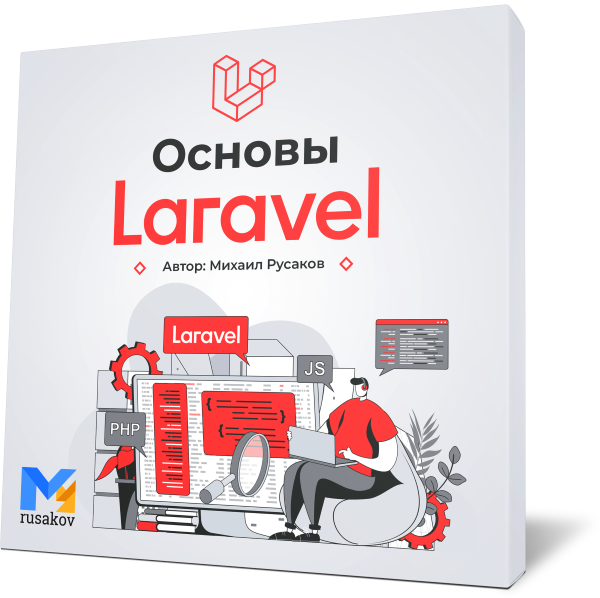 Основы
Laravel
Автор: Михаил Русаков
Laravel
JS
PHP
rusakov